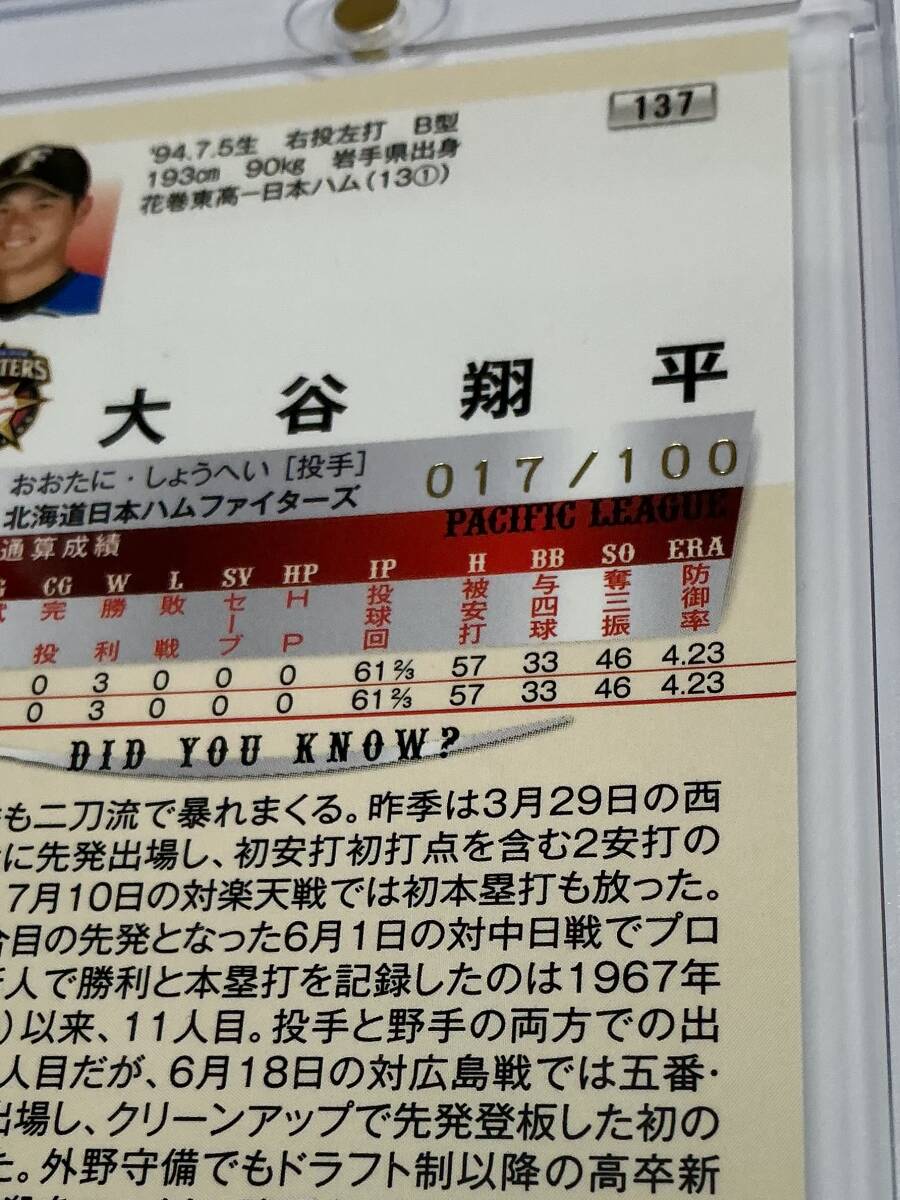 137
'94.7.5生 右投左打 B型
193cm 90kg 岩手県出身
花巻東高ー日本ハム(13①)
F
TERS
大谷翔平
おおたに・しょうへい [投手]
017/100
北海道日本ハムファイターズ
PACIFIC LEAGUE
通算成績
CG W L SV HP IP H BB SO ERA
完投 勝利 敗戦 セーブ HP 投球回 被安打 与四球 奪三振 防御率
0 3 0 0 0 61 2/3 57 33 46 4.23
0 3 0 0 0 61 2/3 57 33 46 4.23
DID YOU KNOW?
も二刀流で暴れまくる。昨季は3月29日の西
に先発出場し、初安打初打点を含む2安打の
7月10日の対楽天戦では初本塁打も放った。
目の先発となった6月1日の対中日戦でプロ
人で勝利と本塁打を記録したのは1967年
)以来、11人目。投手と野手の両方での出
人目だが、6月18日の対広島戦では五番・
出場し、クリーンアップで先発登板した初の
た。外野守備でもドラフト制以降の高卒新